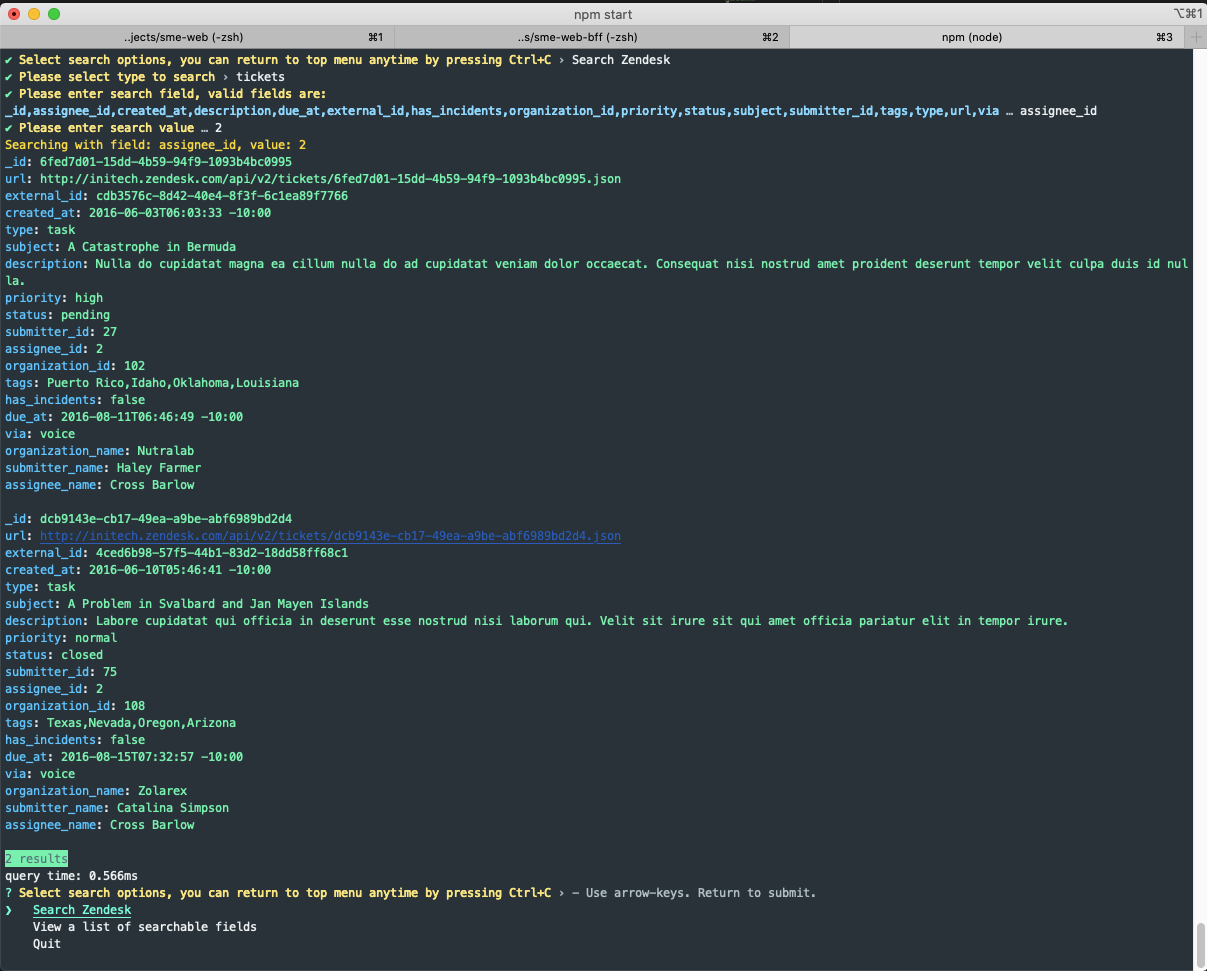 npm start
⌥⌘1
..jects/sme-web (-zsh) ⌘1 ..s/sme-web-bff (-zsh) ⌘2 npm (node) ⌘3 +
✔ Select search options, you can return to top menu anytime by pressing Ctrl+C › Search Zendesk
✔ Please select type to search › tickets
✔ Please enter search field, valid fields are:
_id,assignee_id,created_at,description,due_at,external_id,has_incidents,organization_id,priority,status,subject,submitter_id,tags,type,url,via … assignee_id
✔ Please enter search value … 2
Searching with field: assignee_id, value: 2
_id: 6fed7d01-15dd-4b59-94f9-1093b4bc0995
url: http://initech.zendesk.com/api/v2/tickets/6fed7d01-15dd-4b59-94f9-1093b4bc0995.json
external_id: cdb3576c-8d42-40e4-8f3f-6c1ea89f7766
created_at: 2016-06-03T06:03:33 -10:00
type: task
subject: A Catastrophe in Bermuda
description: Nulla do cupidatat magna ea cillum nulla do ad cupidatat veniam dolor occaecat. Consequat nisi nostrud amet proident deserunt tempor velit culpa duis id nul
la.
priority: high
status: pending
submitter_id: 27
assignee_id: 2
organization_id: 102
tags: Puerto Rico,Idaho,Oklahoma,Louisiana
has_incidents: false
due_at: 2016-08-11T06:46:49 -10:00
via: voice
organization_name: Nutralab
submitter_name: Haley Farmer
assignee_name: Cross Barlow
_id: dcb9143e-cb17-49ea-a9be-abf6989bd2d4
url: http://initech.zendesk.com/api/v2/tickets/dcb9143e-cb17-49ea-a9be-abf6989bd2d4.json
external_id: 4ced6b98-57f5-44b1-83d2-18dd58ff68c1
created_at: 2016-06-10T05:46:41 -10:00
type: task
subject: A Problem in Svalbard and Jan Mayen Islands
description: Labore cupidatat qui officia in deserunt esse nostrud nisi laborum qui. Velit sit irure sit qui amet officia pariatur elit in tempor irure.
priority: normal
status: closed
submitter_id: 75
assignee_id: 2
organization_id: 108
tags: Texas,Nevada,Oregon,Arizona
has_incidents: false
due_at: 2016-08-15T07:32:57 -10:00
via: voice
organization_name: Zolarex
submitter_name: Catalina Simpson
assignee_name: Cross Barlow
2 results
query time: 0.566ms
? Select search options, you can return to top menu anytime by pressing Ctrl+C › - Use arrow-keys. Return to submit.
❯ Search Zendesk
View a list of searchable fields
Quit